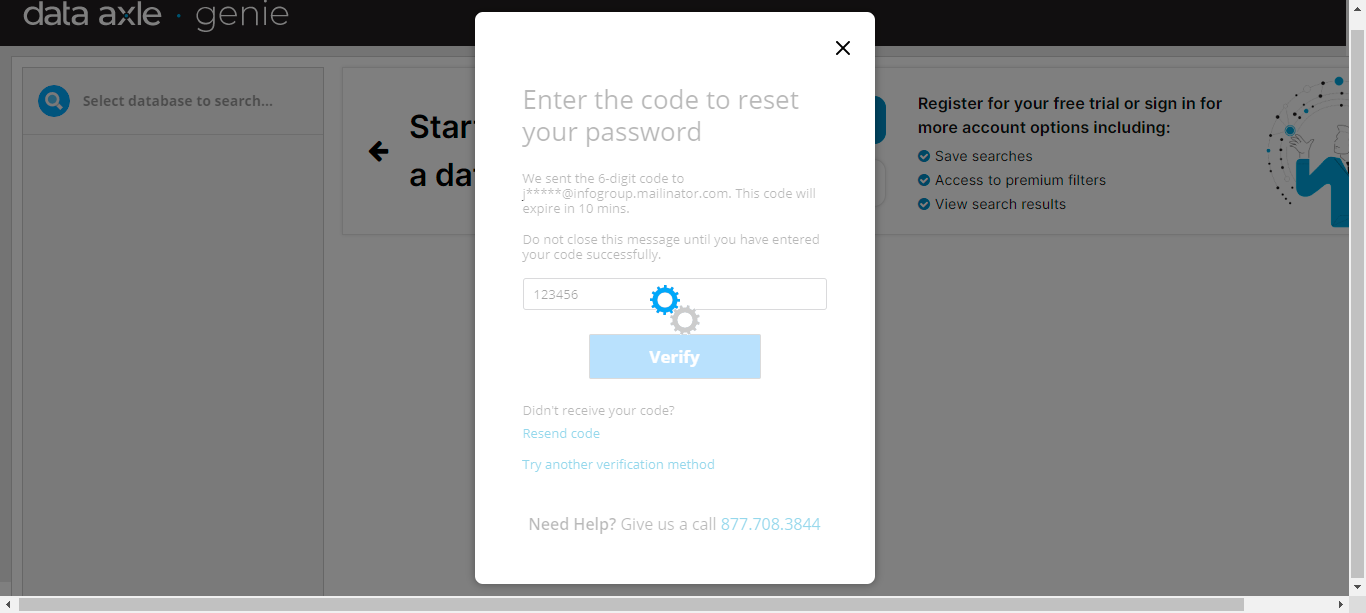 data axle · genie
Select database to search...
Star
a da
Register for your free trial or sign in for
more account options including:
Save searches
Access to premium filters
View search results
Enter the code to reset
your password
We sent the 6-digit code to
j*****@infogroup.mailinator.com. This code will
expire in 10 mins.
Do not close this message until you have entered
your code successfully.
123456
Verify
Didn't receive your code?
Resend code
Try another verification method
Need Help? Give us a call 877.708.3844